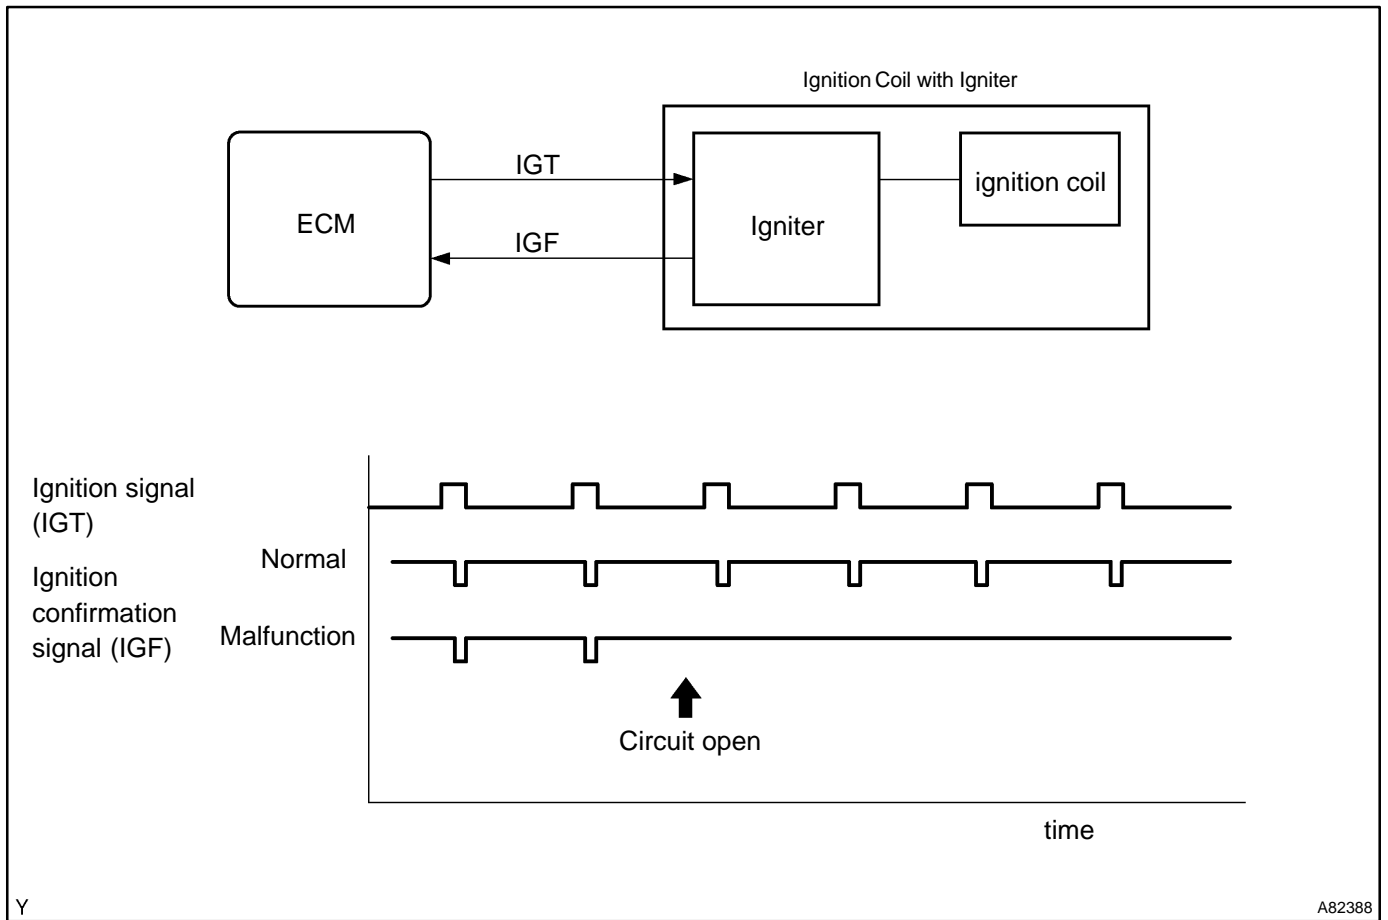 Ignition Coil with Igniter
ECM
IGT
IGF
Igniter
ignition coil
Ignition signal
(IGT)
Normal
Ignition
confirmation
signal (IGF)
Malfunction
Circuit open
time
Y
A82388